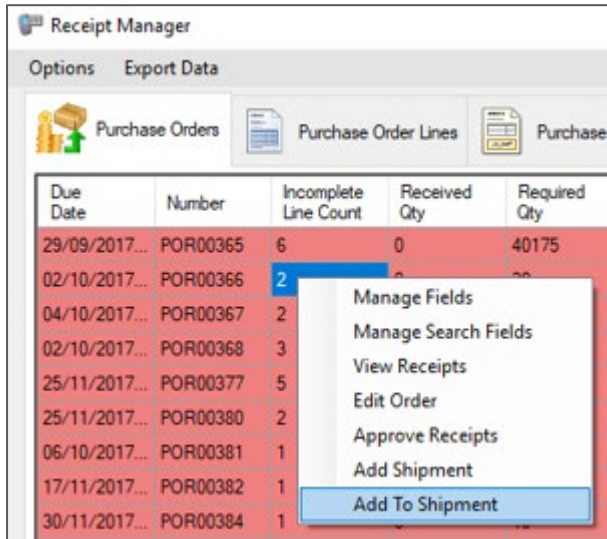 Receipt Manager
Options Export Data
Purchase Orders Purchase Order Lines Purchase
Due Date Number Incomplete Line Count Received Qty Required Qty
29/09/2017... POR00365 6 0 40175
02/10/2017... POR00366 2
04/10/2017... POR00367 2
02/10/2017... POR00368 3
25/11/2017... POR00377 5
25/11/2017... POR00380 2
06/10/2017... POR00381 1
17/11/2017... POR00382 1
30/11/2017... POR00384 1
Manage Fields
Manage Search Fields
View Receipts
Edit Order
Approve Receipts
Add Shipment
Add To Shipment